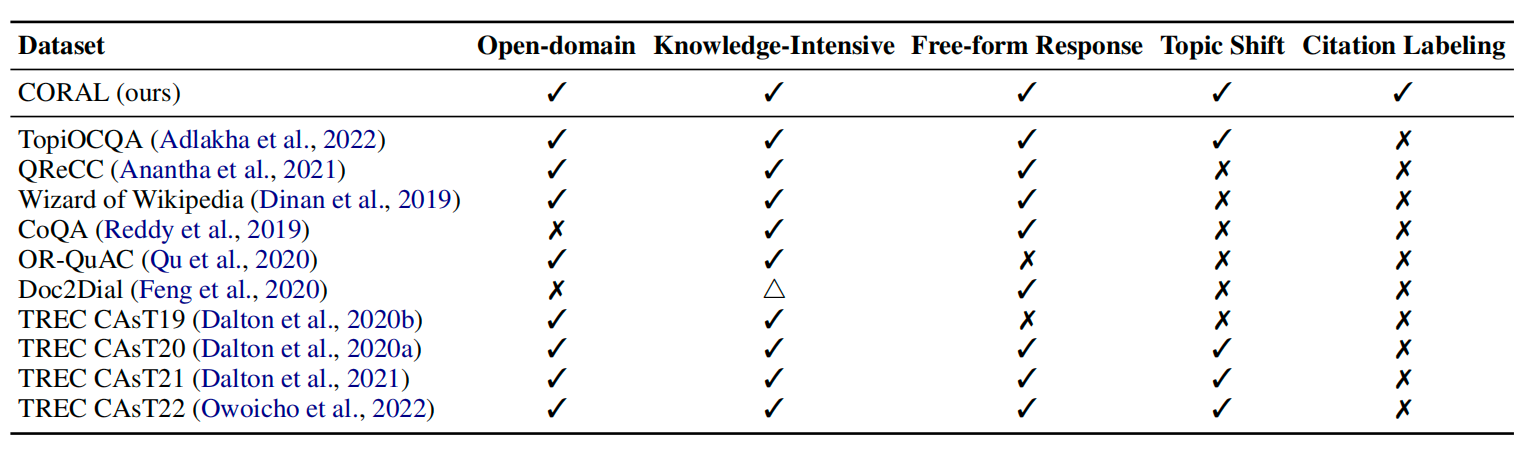 Dataset Open-domain Knowledge-Intensive Free-form Response Topic Shift Citation Labeling
CORAL (ours) ✓ ✓ ✓ ✓ ✓
TopiOCQA (Adlakha et al., 2022) ✓ ✓ ✓ ✓ ✗
QReCC (Anantha et al., 2021) ✓ ✓ ✓ ✗ ✗
Wizard of Wikipedia (Dinan et al., 2019) ✓ ✓ ✓ ✗ ✗
CoQA (Reddy et al., 2019) ✗ ✓ ✓ ✗ ✗
OR-QuAC (Qu et al., 2020) ✓ ✓ ✗ ✗ ✗
Doc2Dial (Feng et al., 2020) ✗ △ ✓ ✗ ✗
TREC CAsT19 (Dalton et al., 2020b) ✓ ✓ ✗ ✗ ✗
TREC CAsT20 (Dalton et al., 2020a) ✓ ✓ ✓ ✓ ✗
TREC CAsT21 (Dalton et al., 2021) ✓ ✓ ✓ ✓ ✗
TREC CAsT22 (Owoicho et al., 2022) ✓ ✓ ✓ ✓ ✗